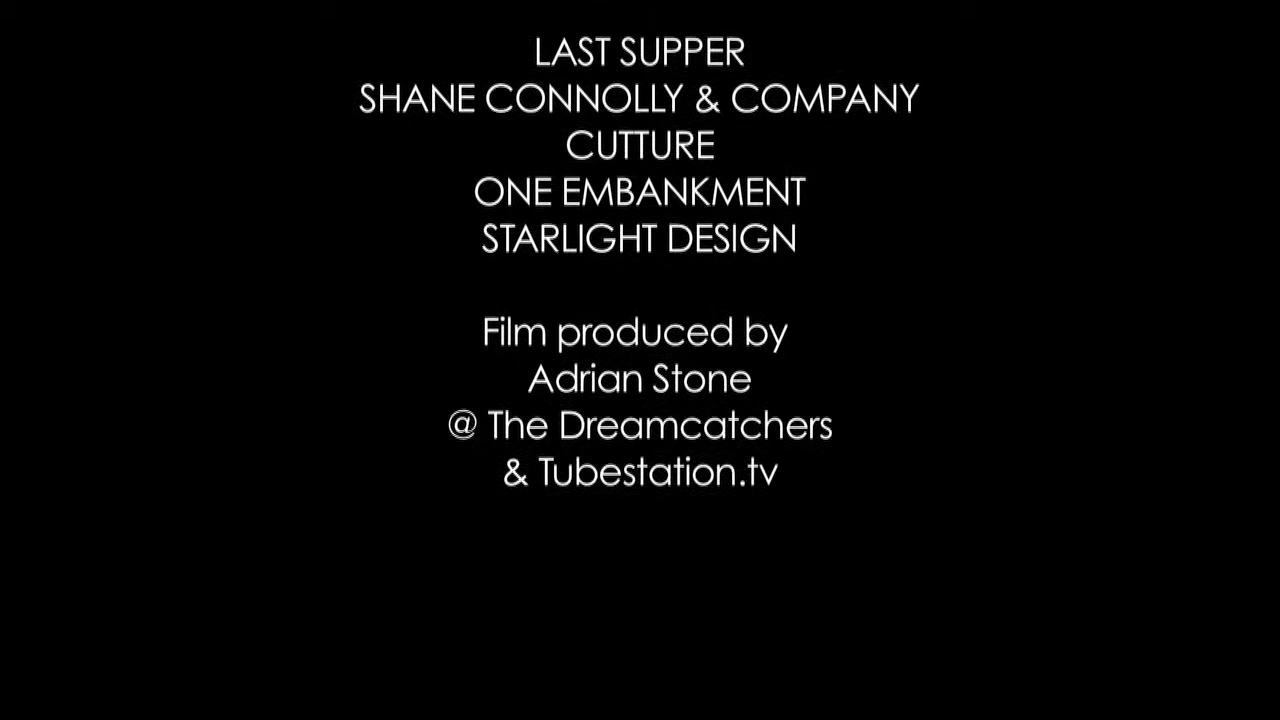 LAST SUPPER
SHANE CONNOLLY & COMPANY
CUTTURE
ONE EMBANKMENT
STARLIGHT DESIGN
Film produced by
Adrian Stone
@ The Dreamcatchers
& Tubestation.tv